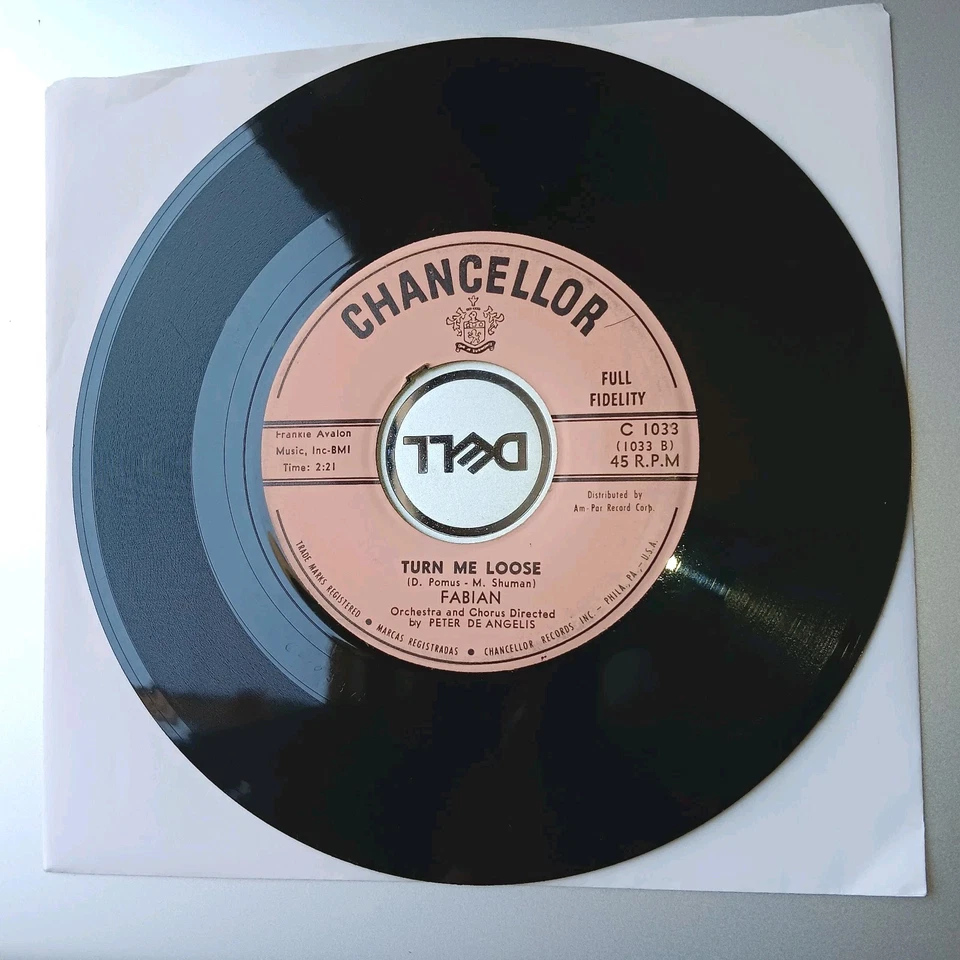 CHANCELLOR
FULL
FIDELITY
Frankie Avalon
Music, Inc-BMI
Time: 2:21
C 1033
(1033 B)
45 R.P.M
Distributed by
Am-Par Record Corp.
DELL
TURN ME LOOSE
(D. Pomus - M. Shuman)
FABIAN
Orchestra and Chorus Directed
by PETER DE ANGELIS
TRADE MARKS REGISTERED ● MARCAS REGISTRADAS ● CHANCELLOR RECORDS INC. - PHILA., PA., - U.S.A.